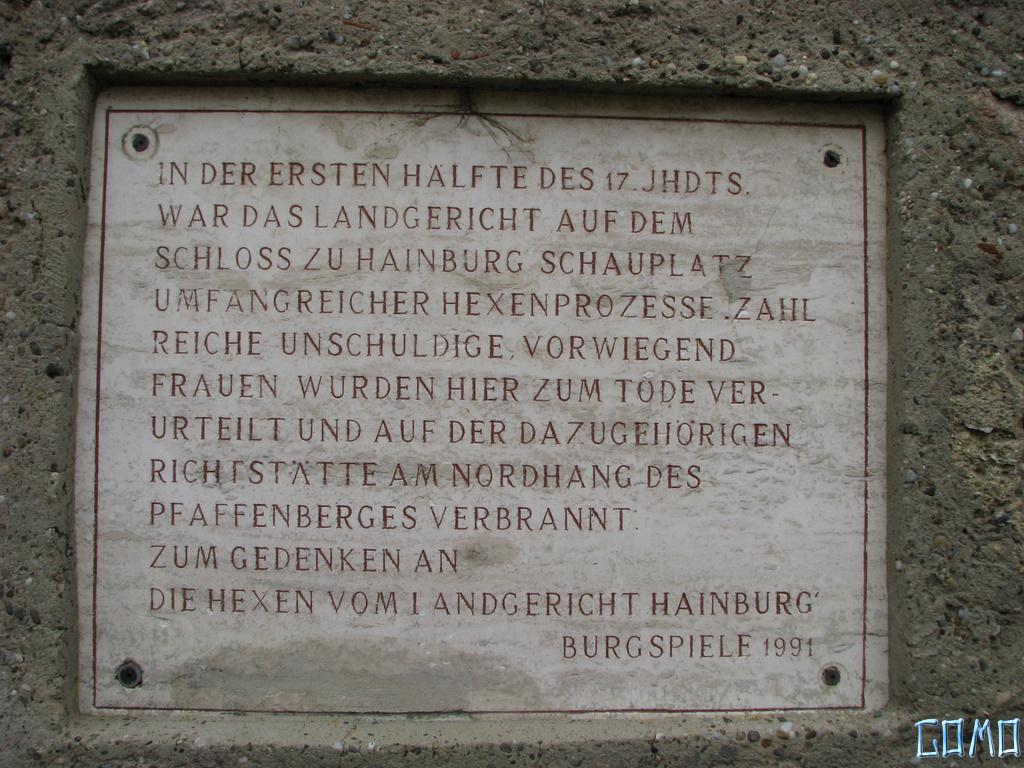 IN DER ERSTEN HÄLFTE DES 17. JHDTS.
WAR DAS LANDGERICHT AUF DEM
SCHLOSS ZU HAINBURG SCHAUPLATZ
UMFANGREICHER HEXENPROZESSE. ZAHL
REICHE UNSCHULDIGE, VORWIEGEND
FRAUEN WURDEN HIER ZUM TODE VER-
URTEILT UND AUF DER DAZUGEHÖRIGEN
RICHTSTÄTTE AM NORDHANG DES
PFAFFENBERGES VERBRANNT.
ZUM GEDENKEN AN
DIE HEXEN VOM LANDGERICHT HAINBURG'
BURGSPIELE 1991
GOMO